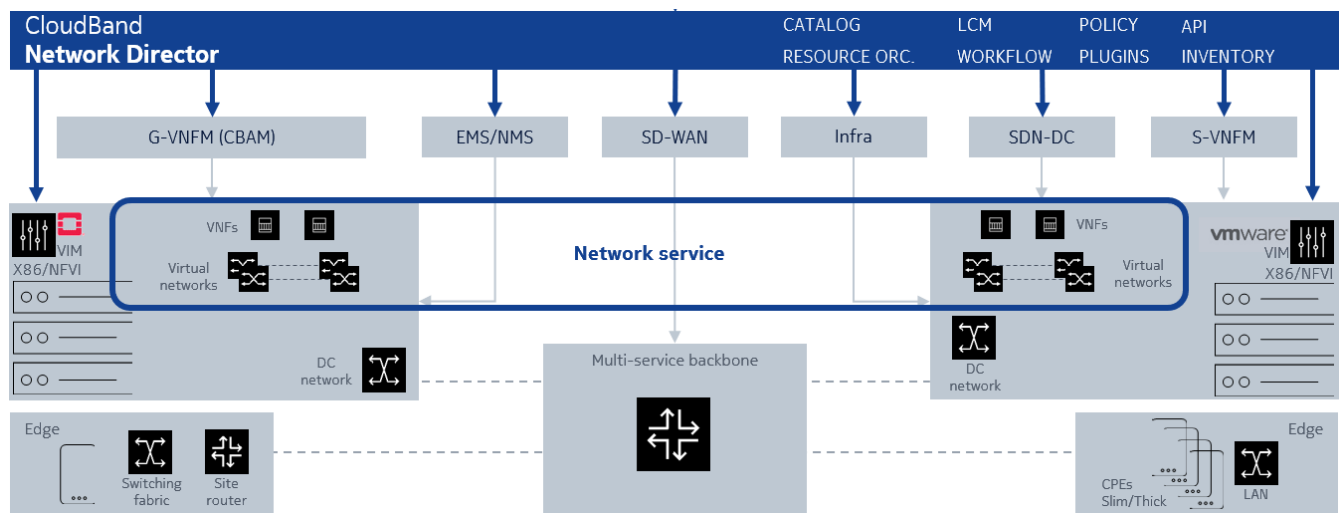 CloudBand
Network Director
CATALOG LCM POLICY API
RESOURCE ORC. WORKFLOW PLUGINS INVENTORY
G-VNFM (CBAM)
EMS/NMS
SD-WAN
Infra
SDN-DC
S-VNFM
VIM
X86/NFVI
VNFs
Virtual
networks
Network service
VNFs
Virtual
networks
vmware
VIM
X86/NFVI
DC
network
Multi-service backbone
DC
network
Edge
Switching
fabric
Site
router
Edge
CPEs
Slim/Thick
LAN